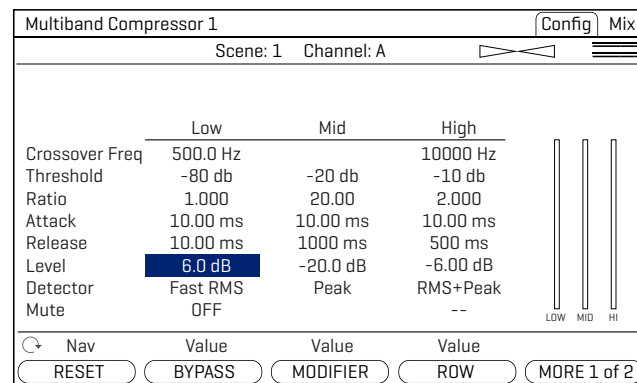 Multiband Compressor 1 Config Mix
Scene: 1 Channel: A
Low Mid High
Crossover Freq 500.0 Hz 10000 Hz
Threshold -80 db -20 db -10 db
Ratio 1.000 20.00 2.000
Attack 10.00 ms 10.00 ms 10.00 ms
Release 10.00 ms 1000 ms 500 ms
Level 6.0 dB -20.0 dB -6.00 dB
Detector Fast RMS Peak RMS+Peak
Mute OFF --
LOW MID HI
Nav Value Value Value
RESET BYPASS MODIFIER ROW MORE 1 of 2